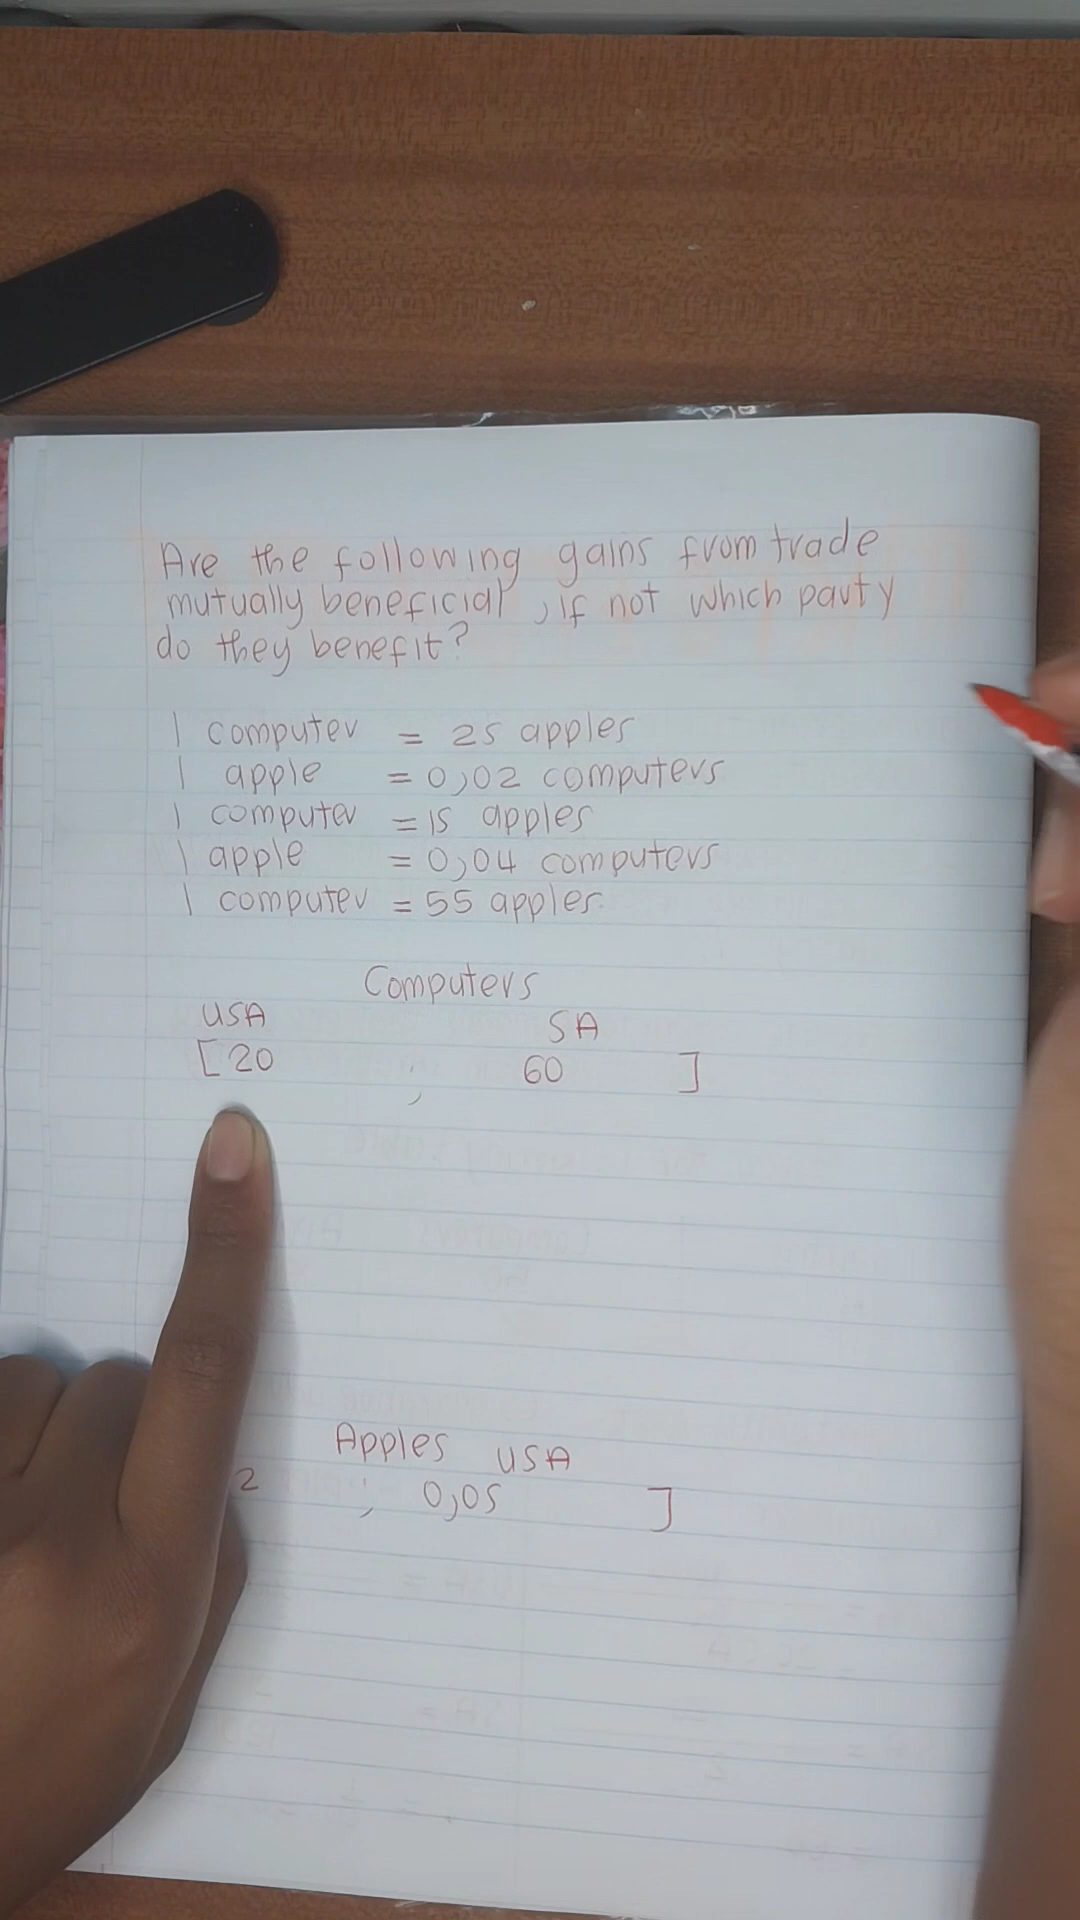 Are the following gains from trade
mutually beneficial, if not which party
do they benefit?
1 computer = 25 apples
1 apple = 0,02 computers
1 computer = 15 apples
1 apple = 0,04 computers
1 computer = 55 apples.
Computers
USA SA
[20 ; 60 ]
Apples USA
2 ; 0,05 ]